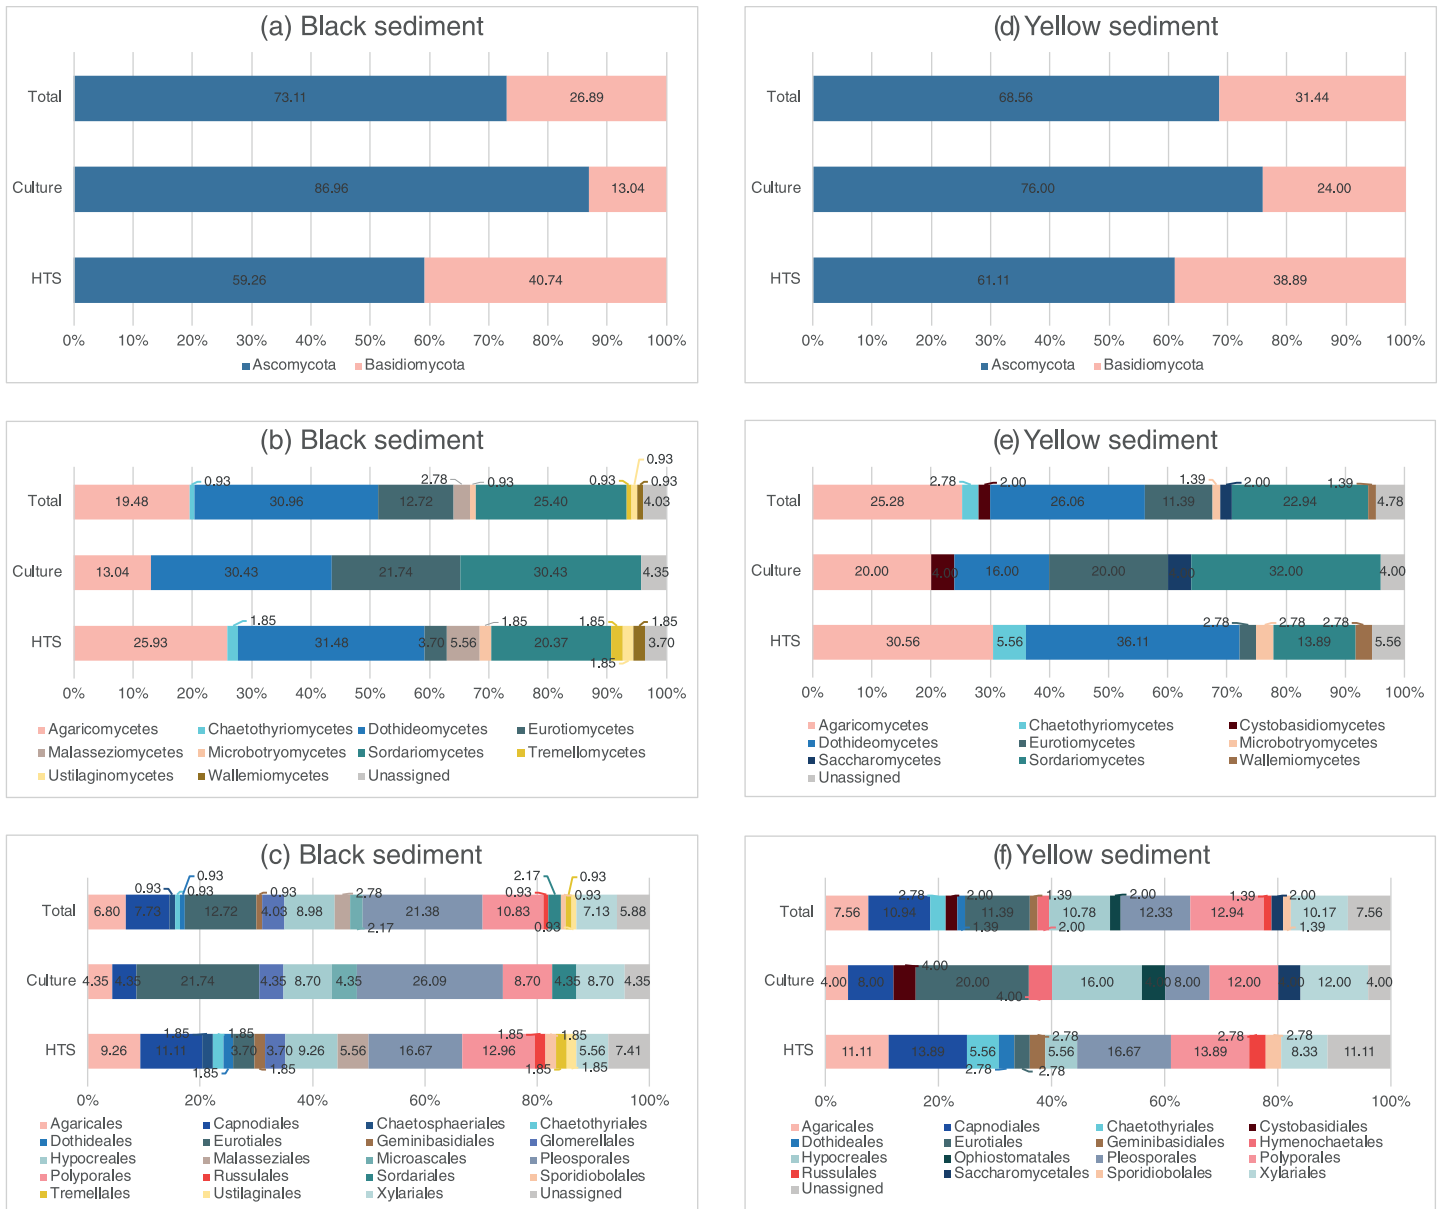 (a) Black sediment
Total
73.11
26.89
Culture
86.96
13.04
HTS
59.26
40.74
0% 10% 20% 30% 40% 50% 60% 70% 80% 90% 100%
Ascomycota Basidiomycota
(d) Yellow sediment
Total
68.56
31.44
Culture
76.00
24.00
HTS
61.11
38.89
0% 10% 20% 30% 40% 50% 60% 70% 80% 90% 100%
Ascomycota Basidiomycota
(b) Black sediment
0.93
0.93 2.78 0.93 0.93 0.93
Total 19.48 30.96 12.72 25.40 4.03
Culture 13.04 30.43 21.74 30.43 4.35
1.85 1.85 1.85 1.85
HTS 25.93 31.48 3.70 5.56 20.37 3.70
1.85
0% 10% 20% 30% 40% 50% 60% 70% 80% 90% 100%
Agaricomycetes Chaetothyriomycetes Dothideomycetes Eurotiomycetes
Malasseziomycetes Microbotryomycetes Sordariomycetes Tremellomycetes
Ustilaginomycetes Wallemiomycetes Unassigned
(e) Yellow sediment
2.78 2.00 1.39 2.00 1.39
Total 25.28 26.06 11.39 22.94 4.78
Culture 20.00 4.00 16.00 20.00 4.00 32.00 4.00
2.78 2.78 2.78
HTS 30.56 5.56 36.11 13.89 5.56
0% 10% 20% 30% 40% 50% 60% 70% 80% 90% 100%
Agaricomycetes Chaetothyriomycetes Cystobasidiomycetes
Dothideomycetes Eurotiomycetes Microbotryomycetes
Saccharomycetes Sordariomycetes Wallemiomycetes
Unassigned
(c) Black sediment
0.93 2.17 0.93
0.93 0.93 0.93 2.78 0.93 0.93
Total 6.80 7.73 12.72 4.03 8.98 21.38 10.83 7.13 5.88
2.17 0.93
Culture 4.35 4.35 21.74 4.35 8.70 4.35 26.09 8.70 4.35 8.70 4.35
1.85 1.85 1.85 1.85
HTS 9.26 11.11 3.70 3.70 9.26 5.56 16.67 12.96 5.56 7.41
1.85 1.85 1.85 1.85
0% 20% 40% 60% 80% 100%
Agaricales Capnodiales Chaetosphaeriales Chaetothyriales
Dothideales Eurotiales Geminibasidiales Glomerellales
Hypocreales Malasseziales Microascales Pleosporales
Polyporales Russulales Sordariales Sporidiobolales
Tremellales Ustilaginales Xylariales Unassigned
(f) Yellow sediment
2.78 2.00 1.39 2.00 1.39 2.00
Total 7.56 10.94 11.39 10.78 12.33 12.94 10.17 7.56
1.39 2.00 1.39
4.00
Culture 4.00 8.00 20.00 16.00 8.00 12.00 12.00 4.00
4.00
2.78 2.78 2.78
HTS 11.11 13.89 5.56 5.56 16.67 13.89 8.33 11.11
2.78 2.78
0% 20% 40% 60% 80% 100%
Agaricales Capnodiales Chaetothyriales Cystobasidiales
Dothideales Eurotiales Geminibasidiales Hymenochaetales
Hypocreales Ophiostomatales Pleosporales Polyporales
Russulales Saccharomycetales Sporidiobolales Xylariales
Unassigned